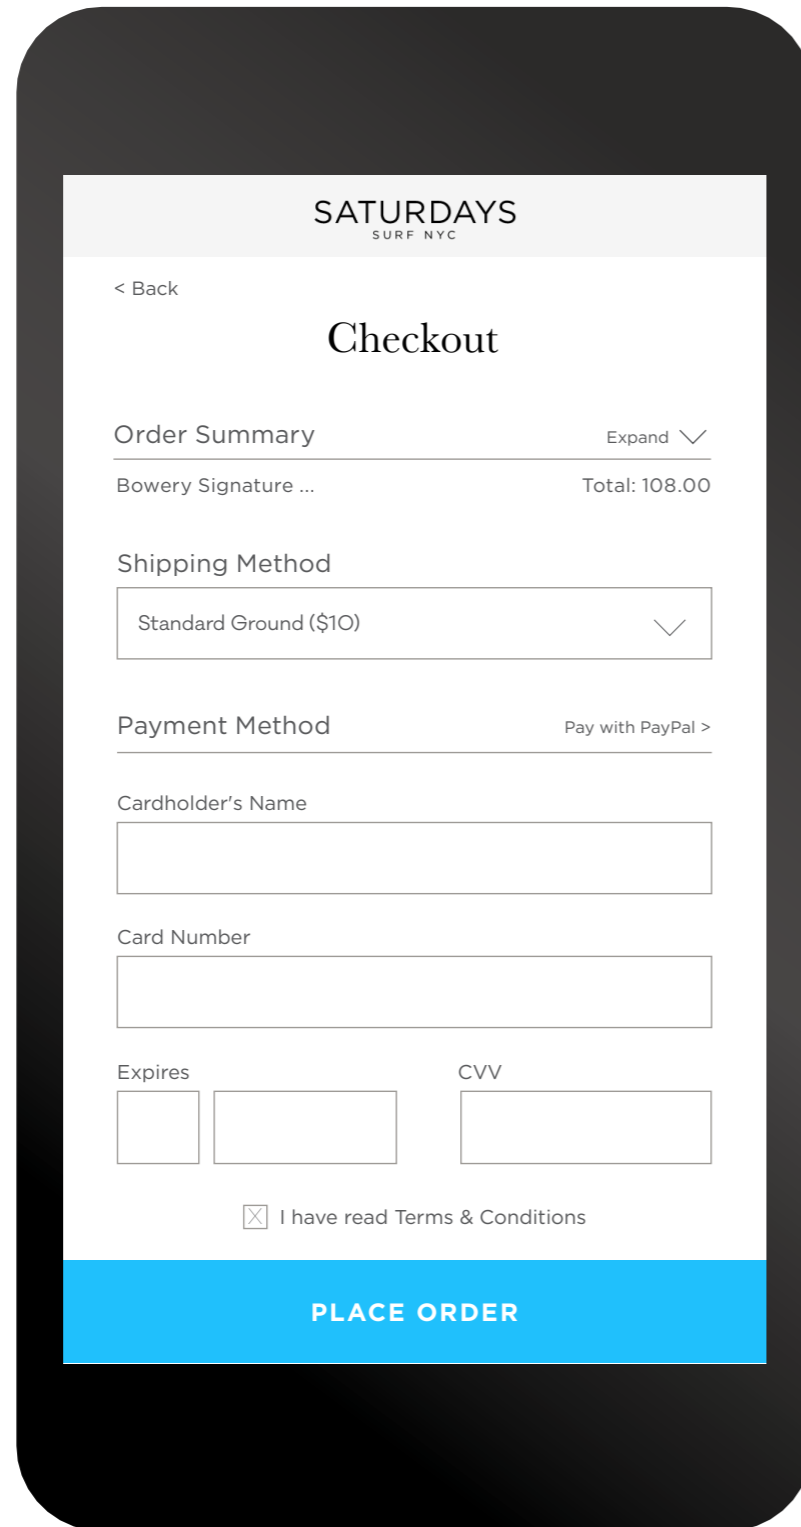 SATURDAYS
SURF NYC
< Back
Checkout
Order Summary Expand
Bowery Signature ... Total: 108.00
Shipping Method
Standard Ground ($10)
Payment Method Pay with PayPal >
Cardholder's Name
Card Number
Expires CVV
X I have read Terms & Conditions
PLACE ORDER